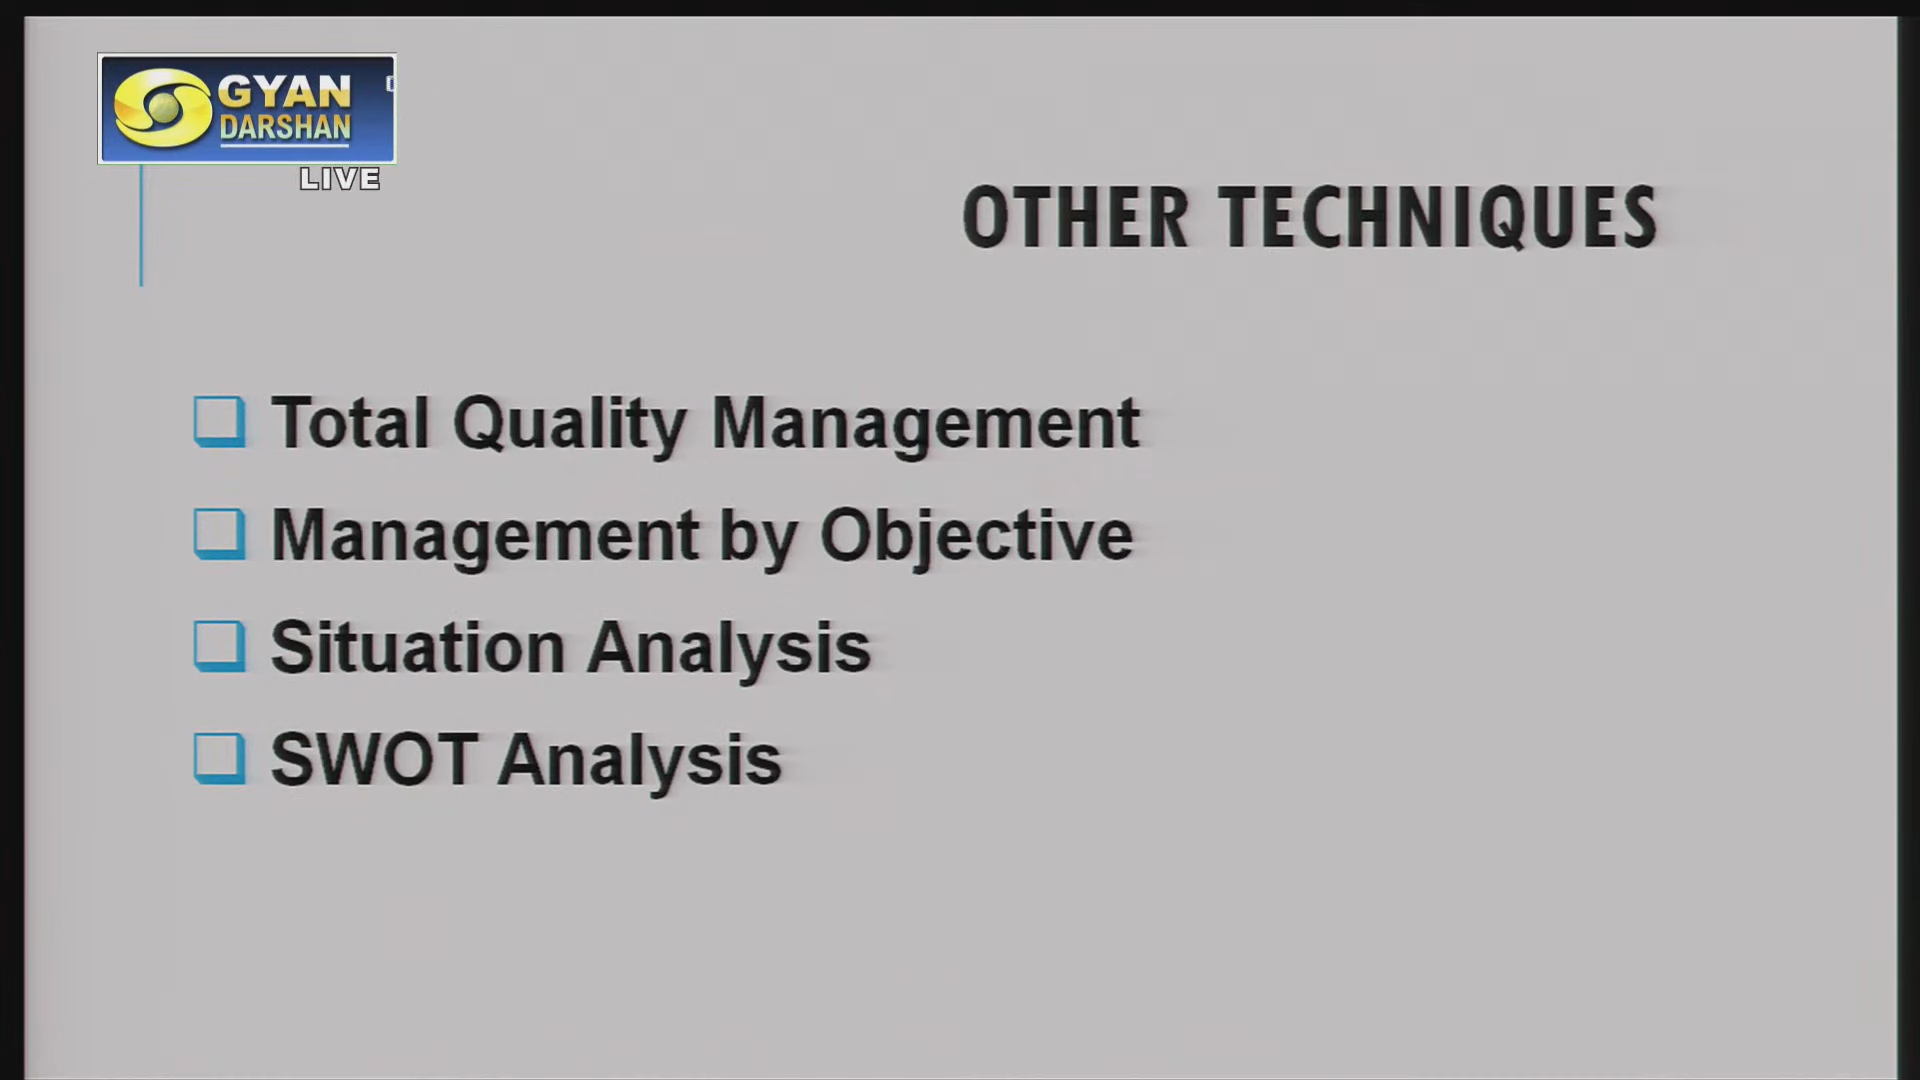 GYAN
DARSHAN
LIVE
OTHER TECHNIQUES
Total Quality Management
Management by Objective
Situation Analysis
SWOT Analysis